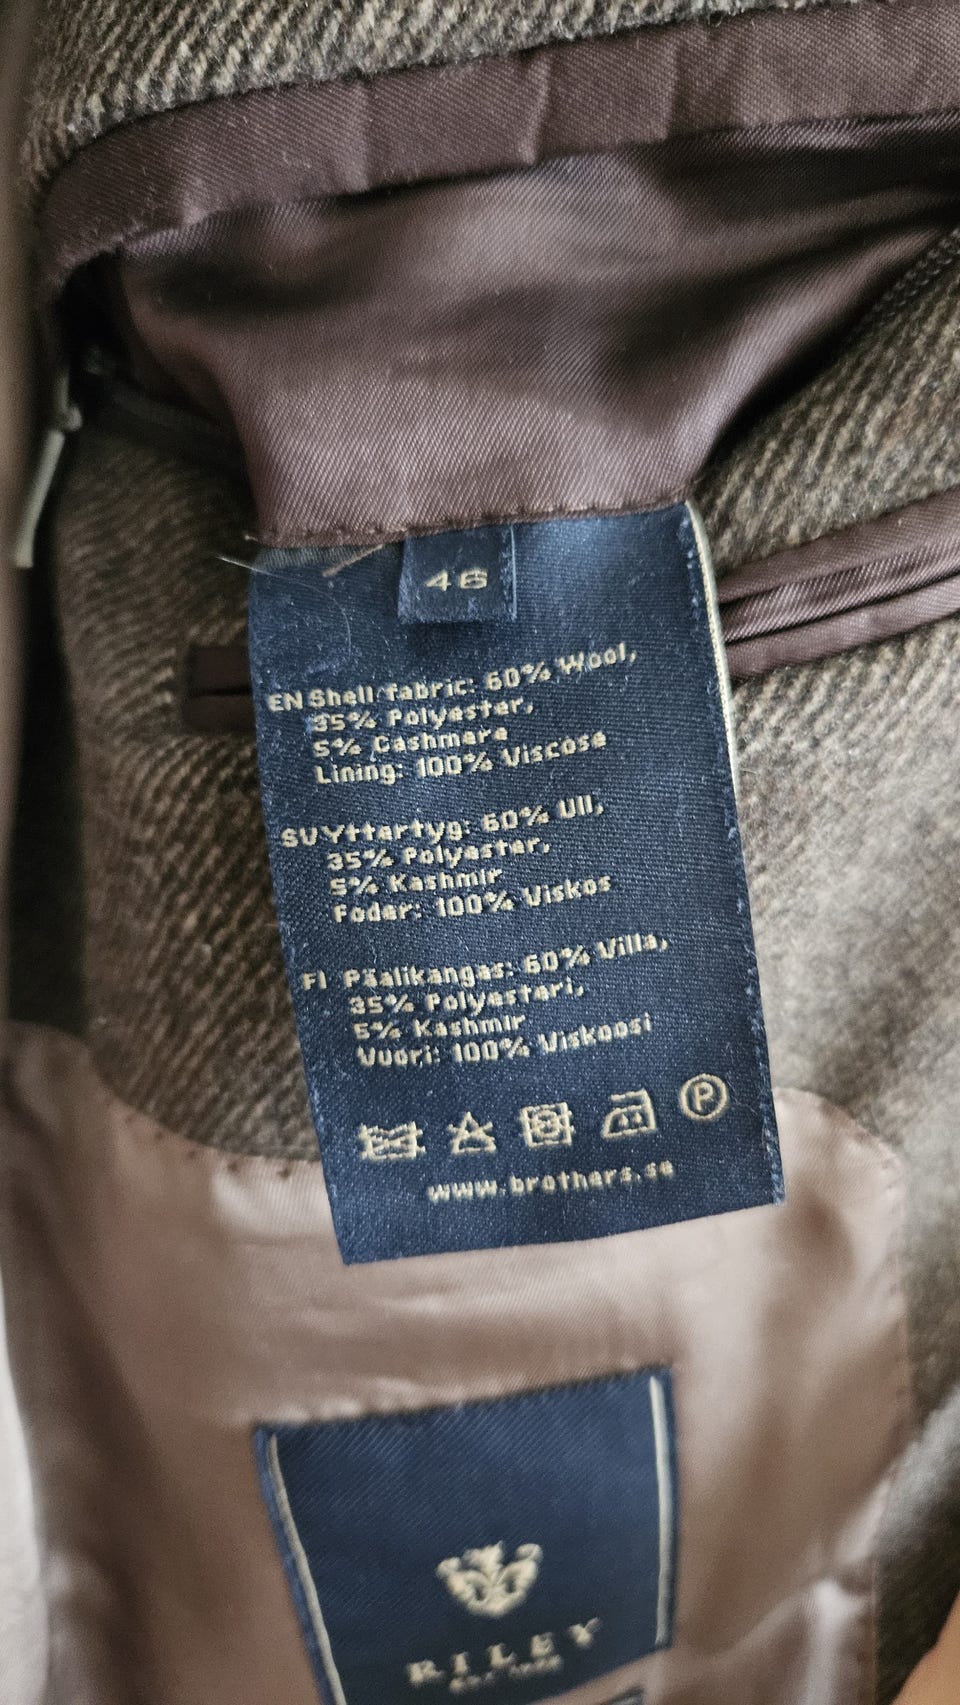 46
EN Shell fabric: 60% Wool,
35% Polyester,
5% Cashmere
Lining: 100% Viscose
SV Yttertyg: 60% Ull,
35% Polyester,
5% Kashmir
Foder: 100% Viskos
FI Päälikangas: 60% Villa,
35% Polyesteri,
5% Kashmir
Vuori: 100% Viskoosi
P
www.brothers.se
RILEY